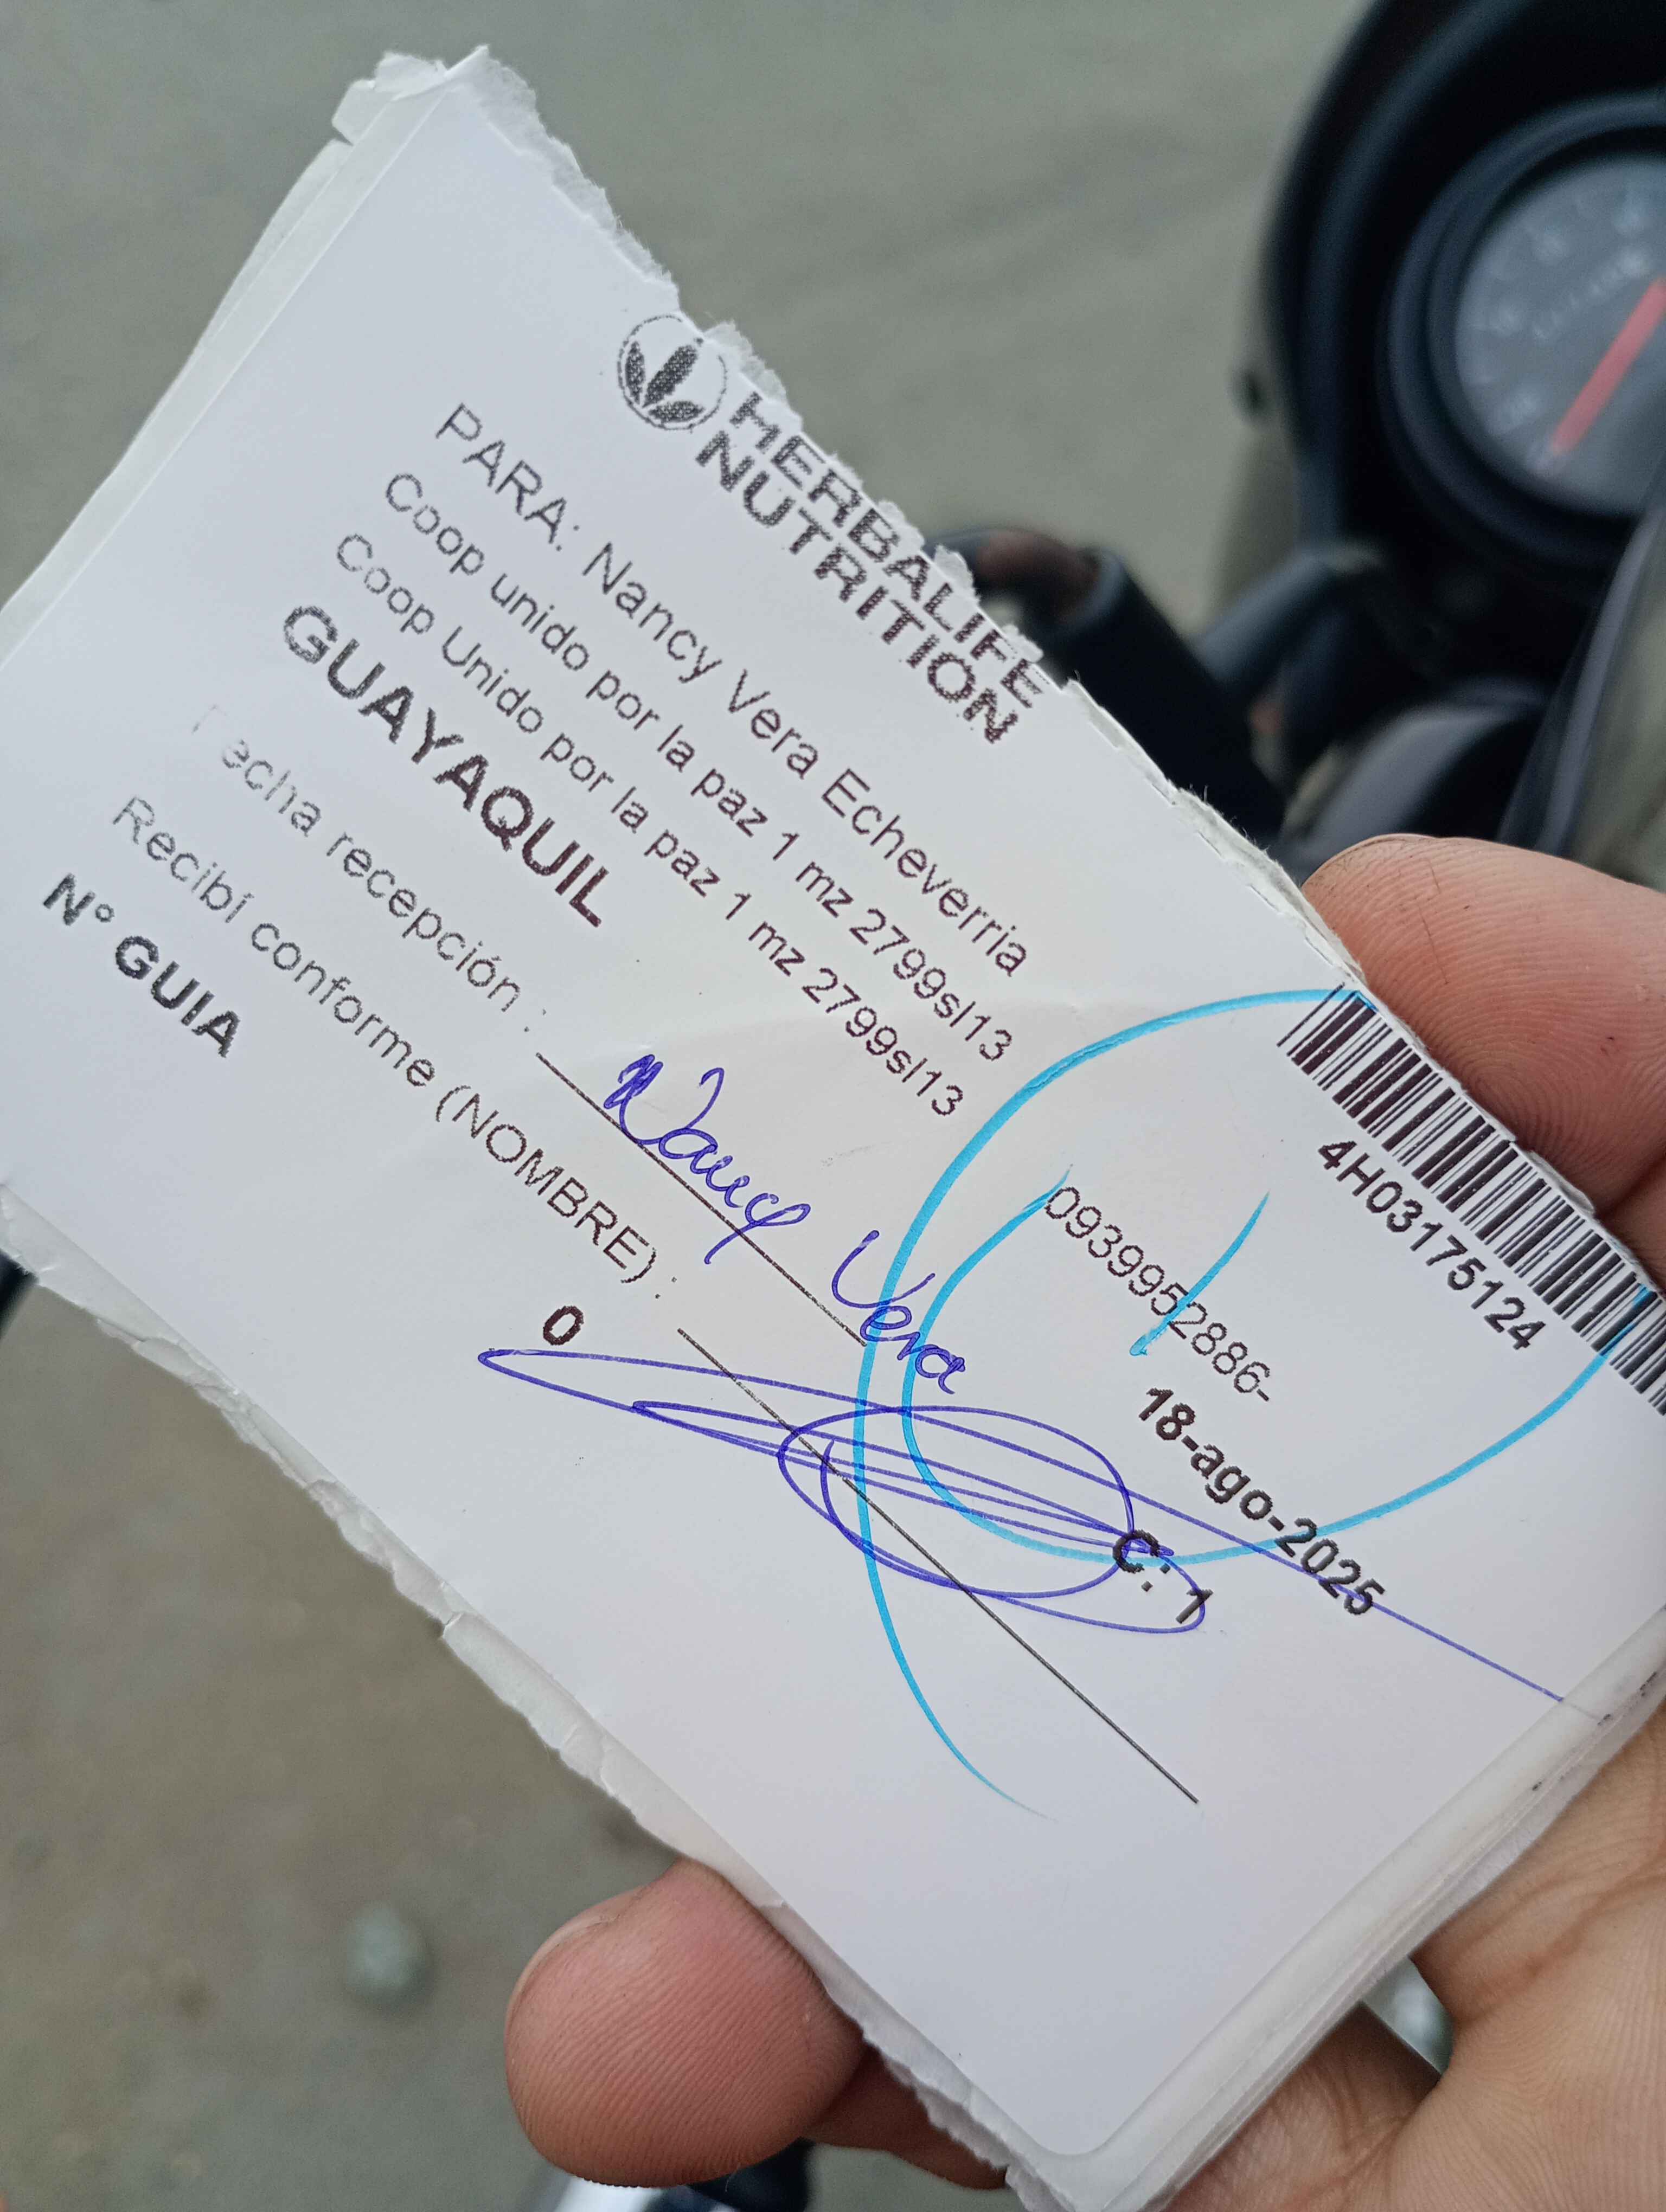 HERBALIFE
NUTRITION
4H03175124
PARA: Nancy Vera Echeverria
Coop unido por la paz 1 mz 2799sl13
Coop Unido por la paz 1 mz 2799sl13
0939952886-
GUAYAQUIL
18-ago-2025
Fecha recepción :
Nancy Vera
Recibí conforme (NOMBRE) :
C: 1
N° GUIA
0